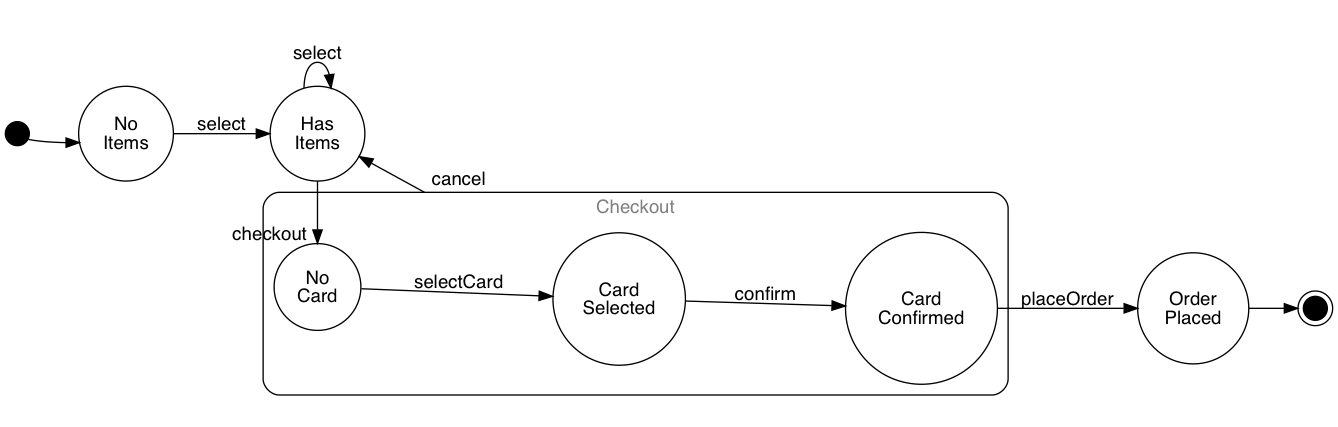 select
No
Items
select
Has
Items
cancel
Checkout
checkout
No
Card
selectCard
Card
Selected
confirm
Card
Confirmed
placeOrder
Order
Placed